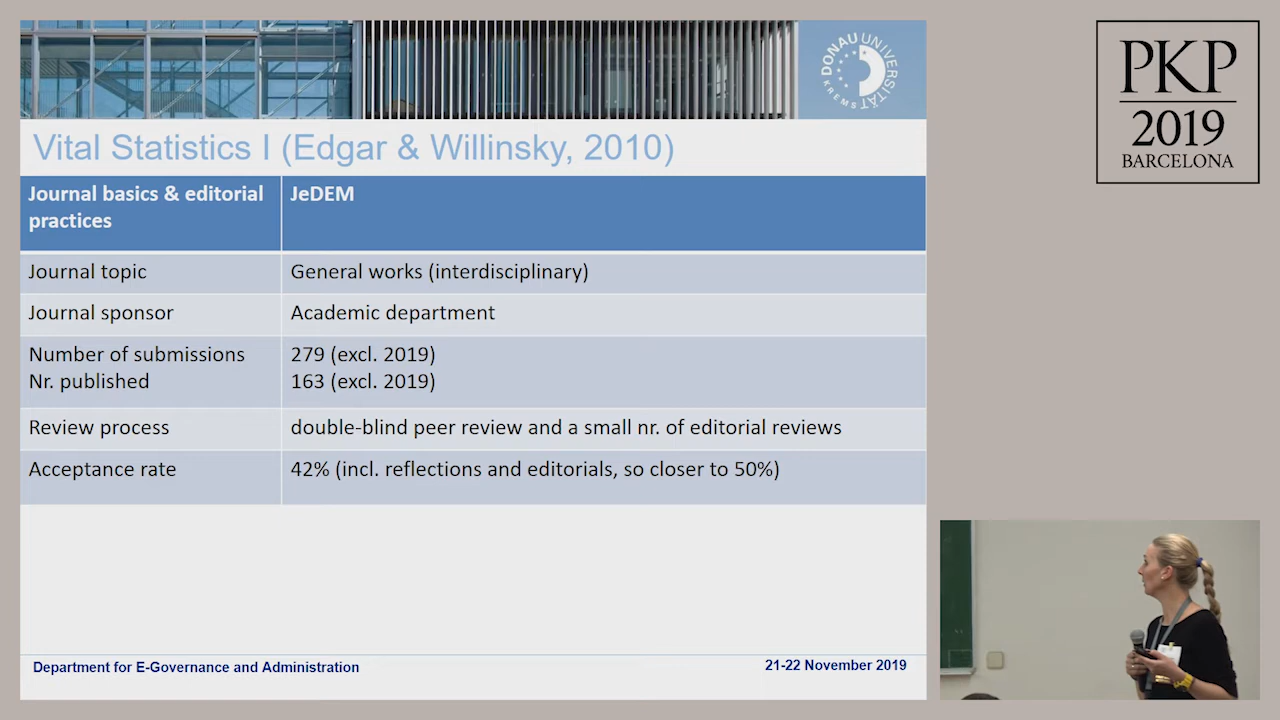 DONAU UNIVERSITÄT
KREMS
PKP
2019
BARCELONA
Vital Statistics I (Edgar & Willinsky, 2010)
Journal basics & editorial practices
JeDEM
Journal topic
General works (interdisciplinary)
Journal sponsor
Academic department
Number of submissions
279 (excl. 2019)
Nr. published
163 (excl. 2019)
Review process
double-blind peer review and a small nr. of editorial reviews
Acceptance rate
42% (incl. reflections and editorials, so closer to 50%)
Department for E-Governance and Administration
21-22 November 2019